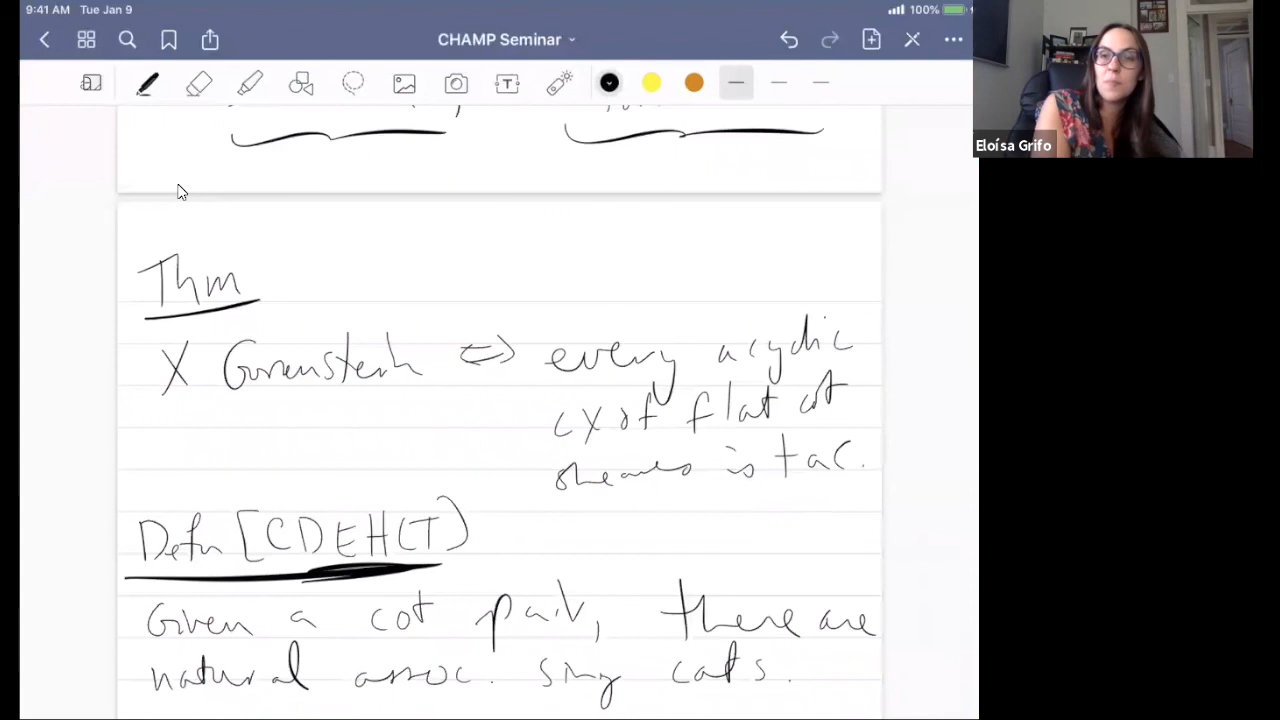 9:41 AM Tue Jan 9
100%
CHAMP Seminar
Eloísa Grifo
Thm
X Gorenstein ⇔ every acyclic
cx of flat cot
sheaves is tac.
Defn [CDEHIT]
Given a cot pair, there are
natural assoc. sing cats.